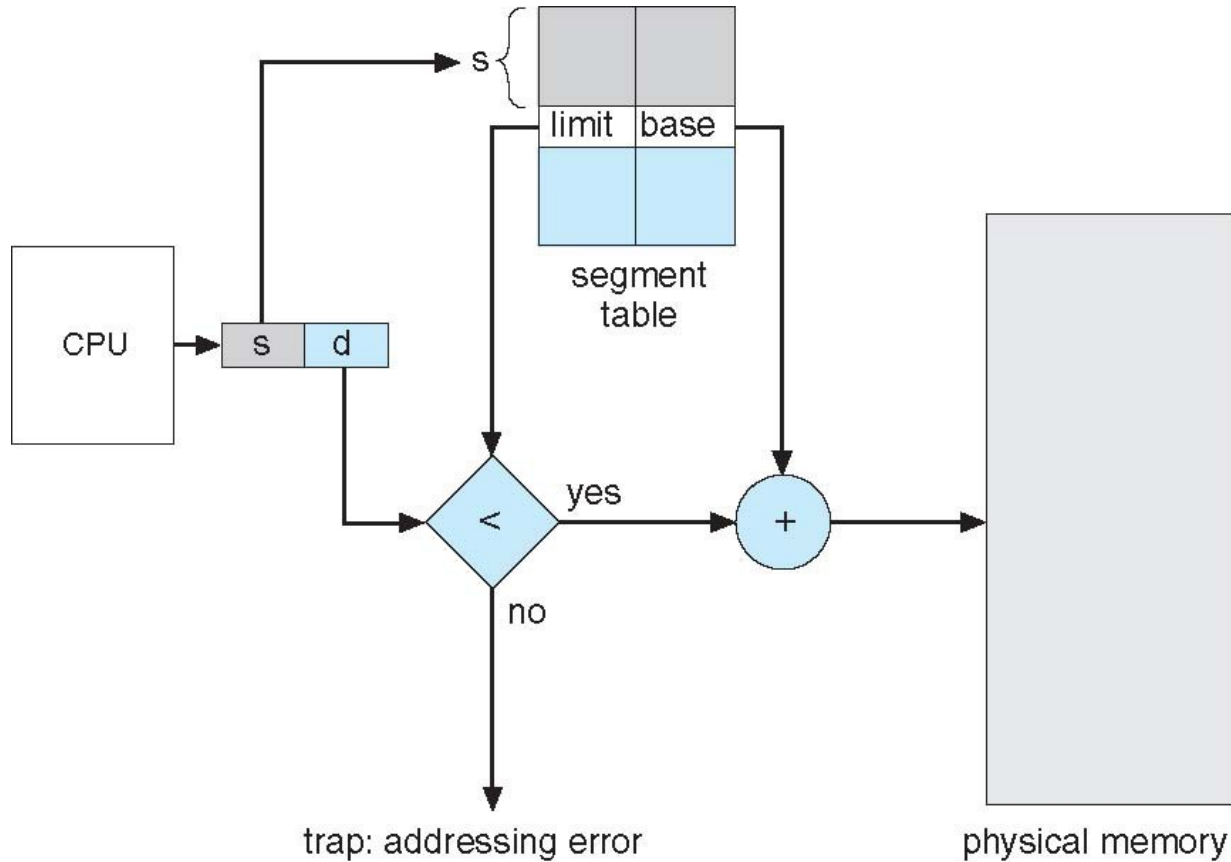 s
limit base
segment
table
CPU
s d
<
yes
+
no
trap: addressing error
physical memory